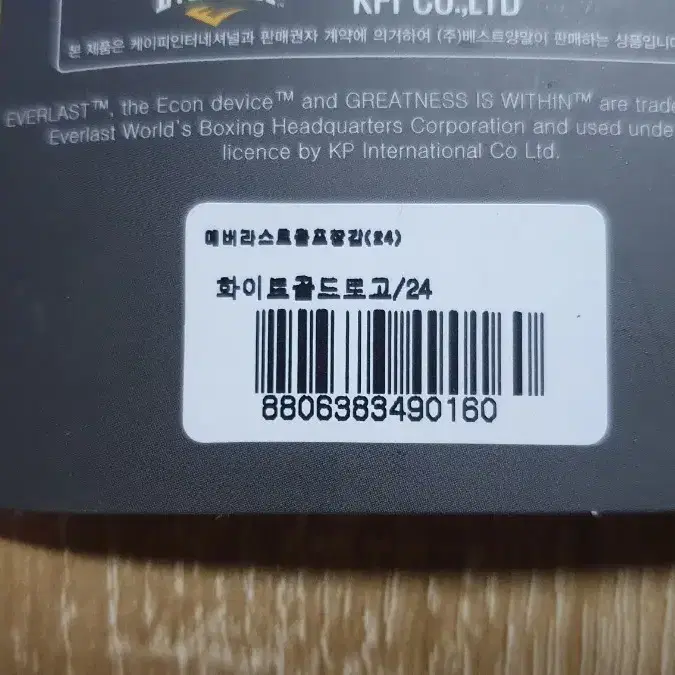 KPI CO.,LTD
본 제품은 케이피인터네셔널과 판매권자 계약에 의거하여 (주)베스트양말이 판매하는 상품입니다
EVERLAST™, the Econ device™ and GREATNESS IS WITHIN™ are trade
Everlast World's Boxing Headquarters Corporation and used unde
licence by KP International Co Ltd.
에버라스트골프장갑(24)
화이트골드로고/24
8806383490160